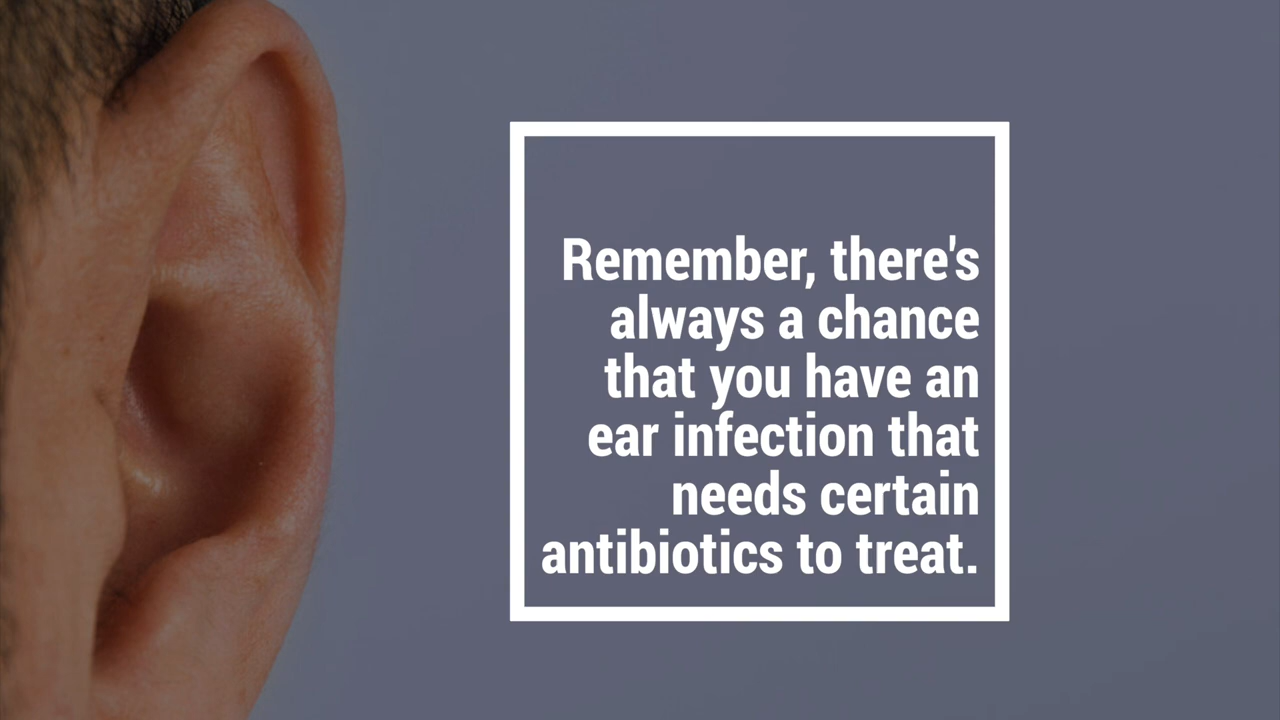 Remember, there's
always a chance
that you have an
ear infection that
needs certain
antibiotics to treat.